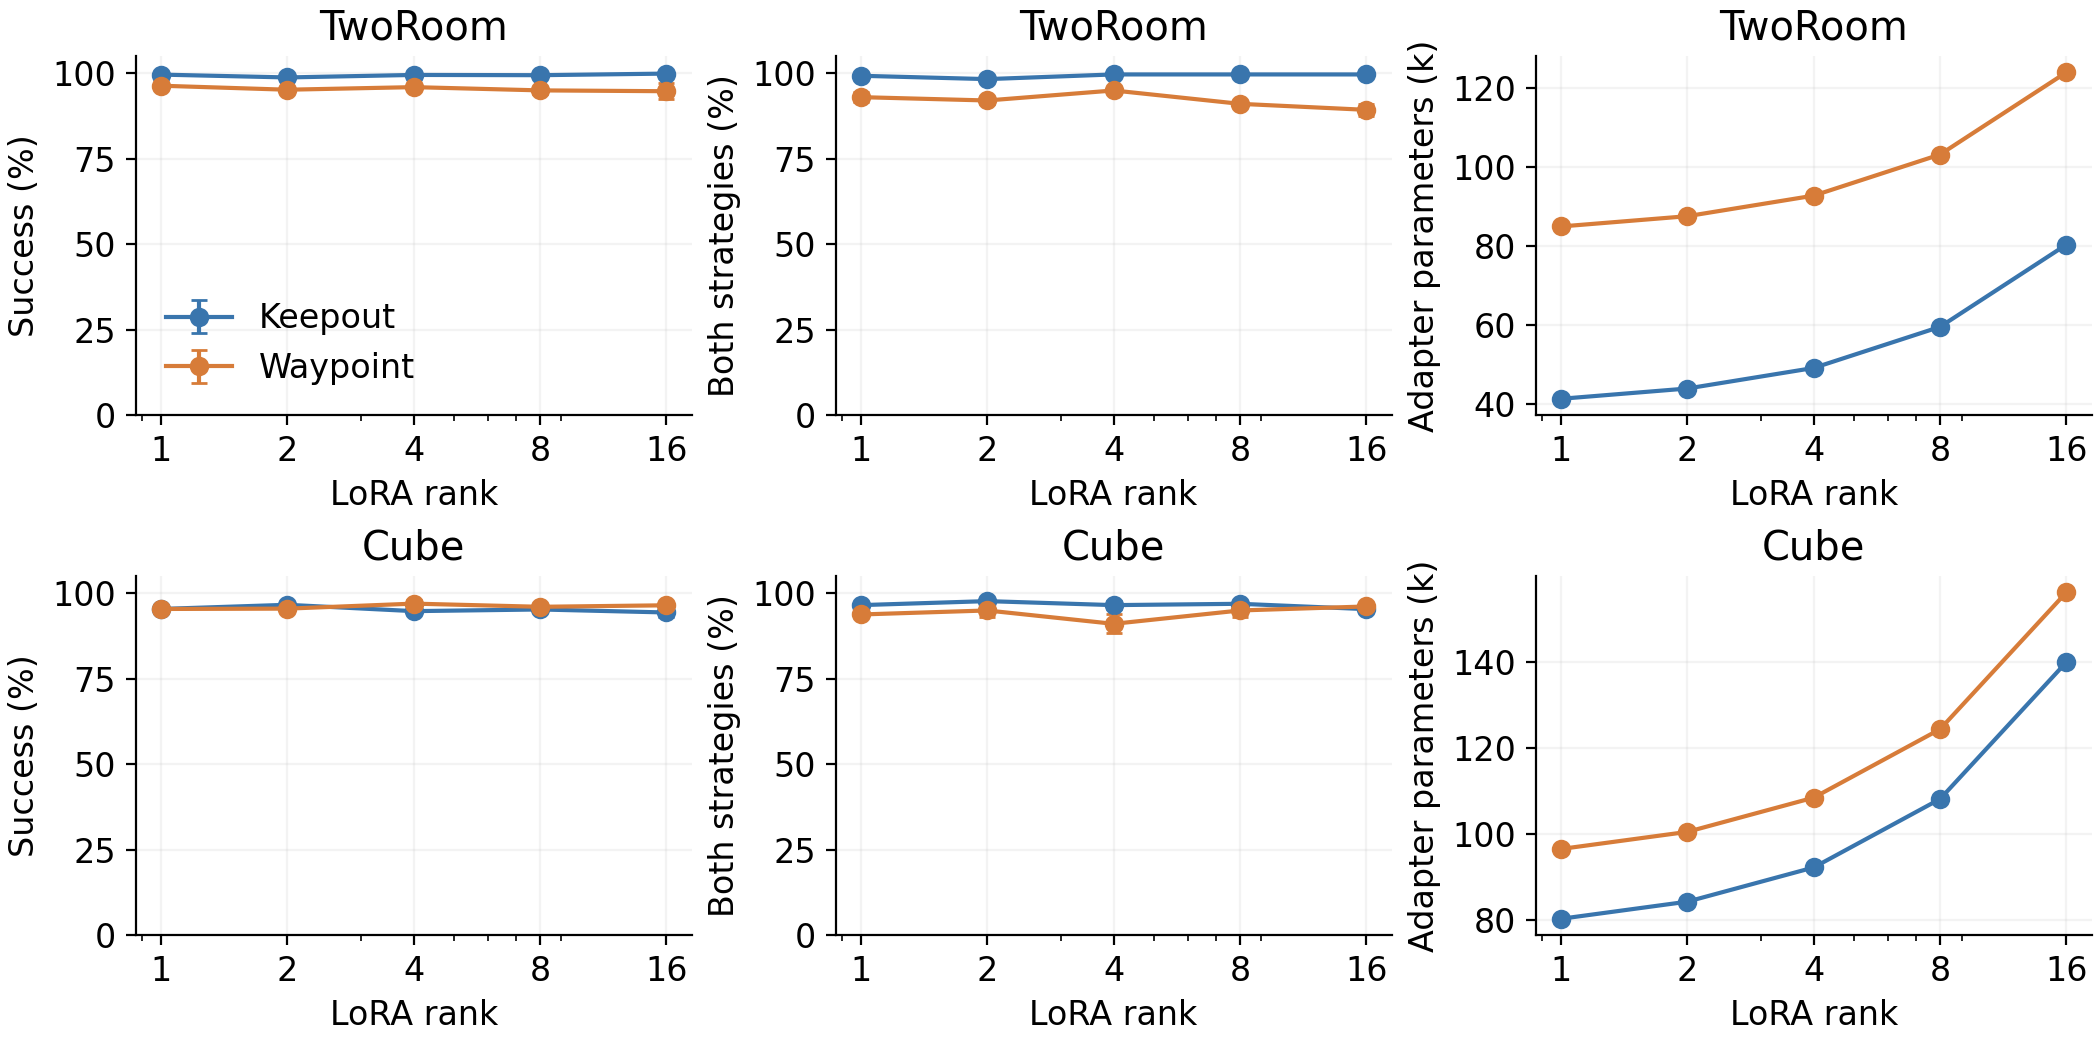 TwoRoom
Success (%)
100
75
50
25
0
Keepout
Waypoint
1 2 4 8 16
LoRA rank
TwoRoom
Both strategies (%)
100
75
50
25
0
1 2 4 8 16
LoRA rank
TwoRoom
Adapter parameters (k)
120
100
80
60
40
1 2 4 8 16
LoRA rank
Cube
Success (%)
100
75
50
25
0
1 2 4 8 16
LoRA rank
Cube
Both strategies (%)
100
75
50
25
0
1 2 4 8 16
LoRA rank
Cube
Adapter parameters (k)
140
120
100
80
1 2 4 8 16
LoRA rank